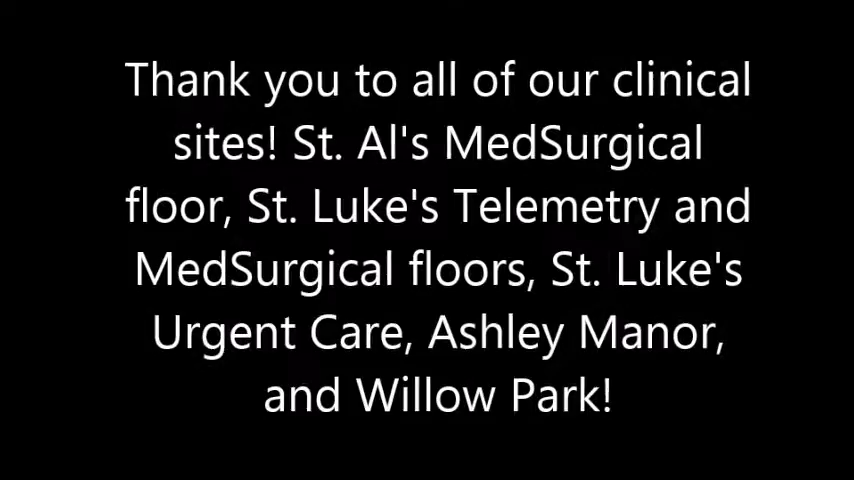 Thank you to all of our clinical
sites! St. Al's MedSurgical
floor, St. Luke's Telemetry and
MedSurgical floors, St. Luke's
Urgent Care, Ashley Manor,
and Willow Park!